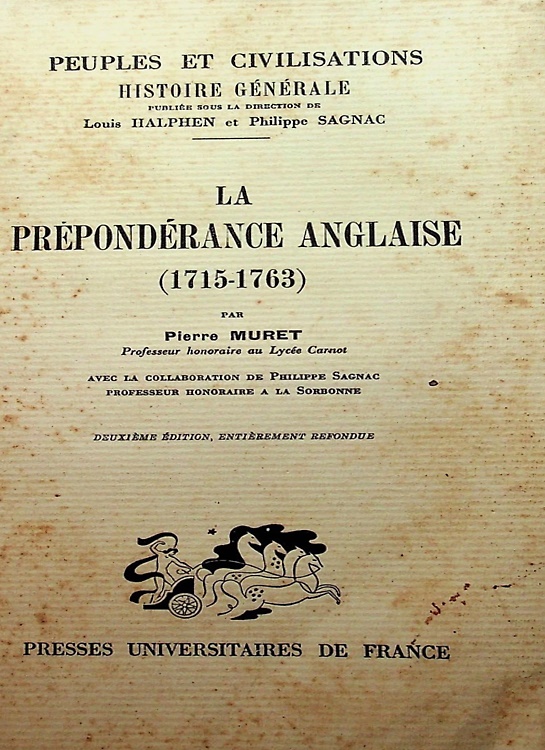 PEUPLES ET CIVILISATIONS
HISTOIRE GÉNÉRALE
PUBLIÉE SOUS LA DIRECTION DE
Louis HALPHEN et Philippe SAGNAC
LA
PRÉPONDÉRANCE ANGLAISE
(1715-1763)
PAR
Pierre MURET
Professeur honoraire au Lycée Carnot
AVEC LA COLLABORATION DE PHILIPPE SAGNAC
PROFESSEUR HONORAIRE A LA SORBONNE
DEUXIÈME ÉDITION, ENTIÈREMENT REFONDUE
PRESSES UNIVERSITAIRES DE FRANCE